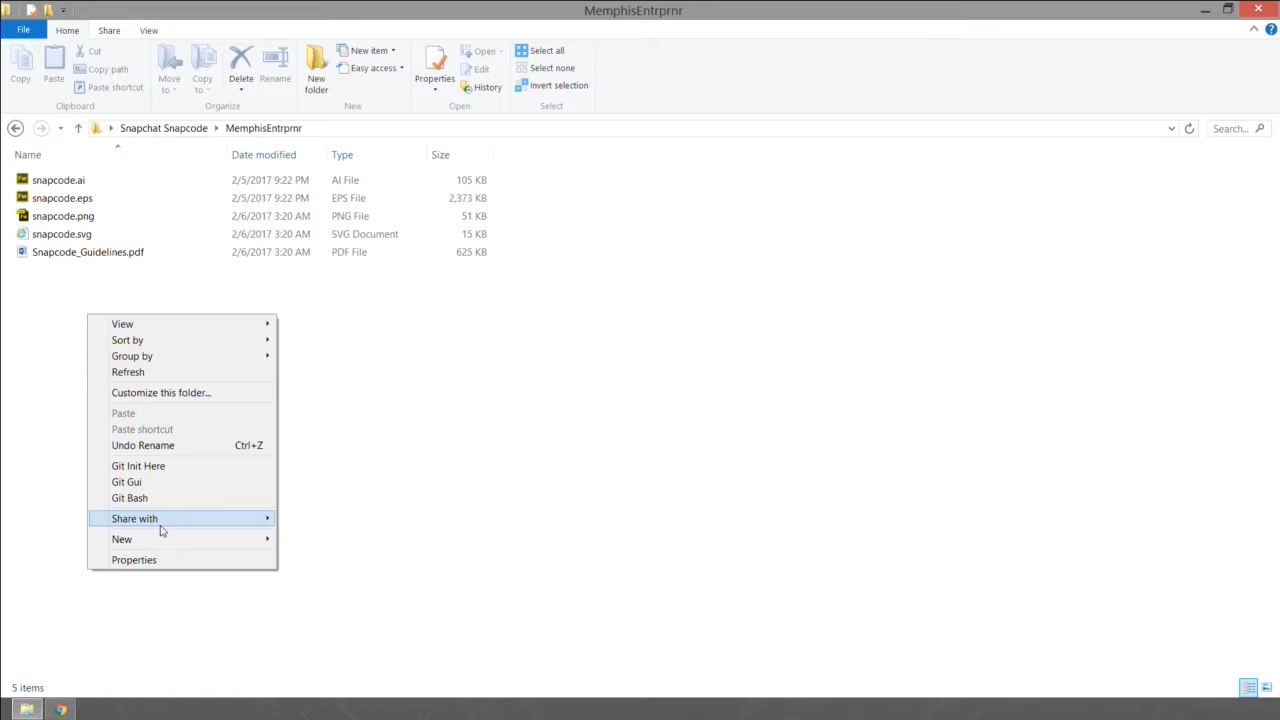 MemphisEntrprnr
File Home Share View
Copy Paste Cut Copy path Paste shortcut Move to Copy to Delete Rename New folder New item Easy access Properties Open Edit History Select all Select none Invert selection
Clipboard Organize New Open Select
Snapchat Snapcode MemphisEntrprnr Search...
Name Date modified Type Size
snapcode.ai 2/5/2017 9:22 PM AI File 105 KB
snapcode.eps 2/5/2017 9:22 PM EPS File 2,373 KB
snapcode.png 2/6/2017 3:20 AM PNG File 51 KB
snapcode.svg 2/6/2017 3:20 AM SVG Document 15 KB
Snapcode_Guidelines.pdf 2/6/2017 3:20 AM PDF File 625 KB
View
Sort by
Group by
Refresh
Customize this folder...
Paste
Paste shortcut
Undo Rename Ctrl+Z
Git Init Here
Git Gui
Git Bash
Share with
New
Properties
5 items